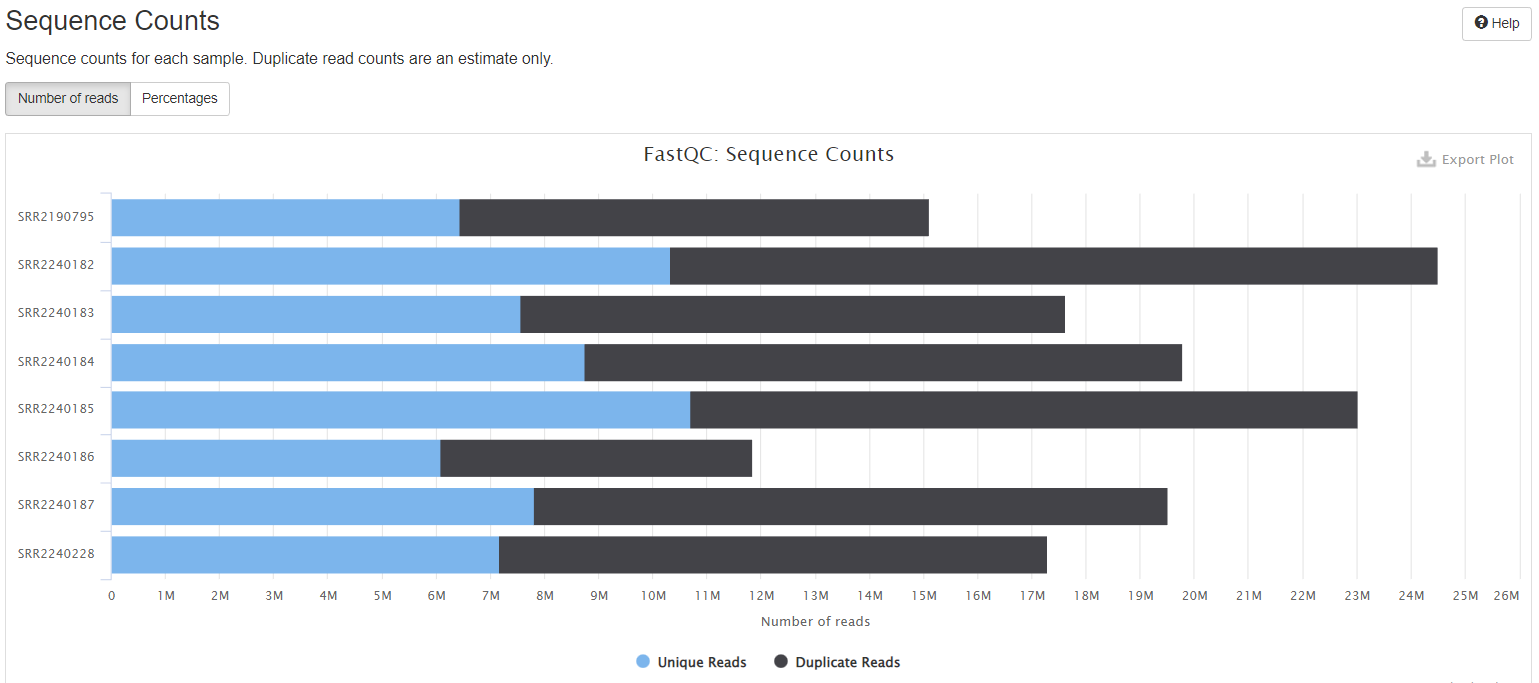 Sequence Counts
Help
Sequence counts for each sample. Duplicate read counts are an estimate only.
Number of reads Percentages
FastQC: Sequence Counts
Export Plot
SRR2190795
SRR2240182
SRR2240183
SRR2240184
SRR2240185
SRR2240186
SRR2240187
SRR2240228
0 1M 2M 3M 4M 5M 6M 7M 8M 9M 10M 11M 12M 13M 14M 15M 16M 17M 18M 19M 20M 21M 22M 23M 24M 25M 26M
Number of reads
Unique Reads Duplicate Reads